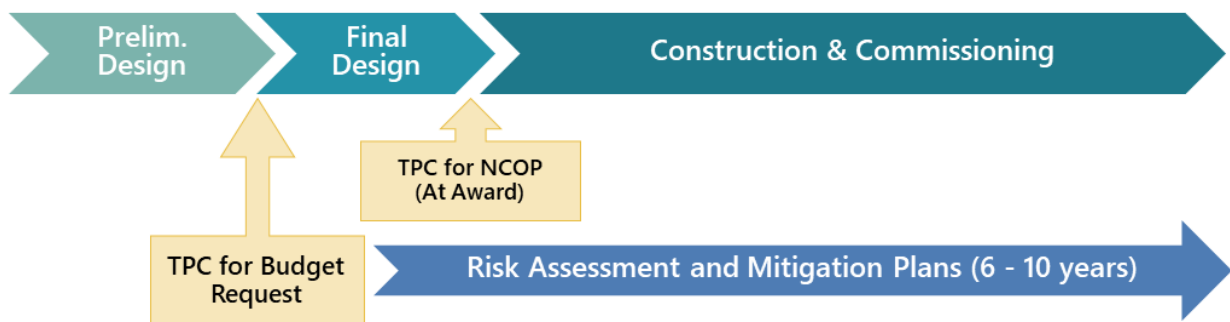 Prelim.
Design
Final
Design
Construction & Commissioning
TPC for NCOP
(At Award)
TPC for Budget
Request
Risk Assessment and Mitigation Plans (6 - 10 years)